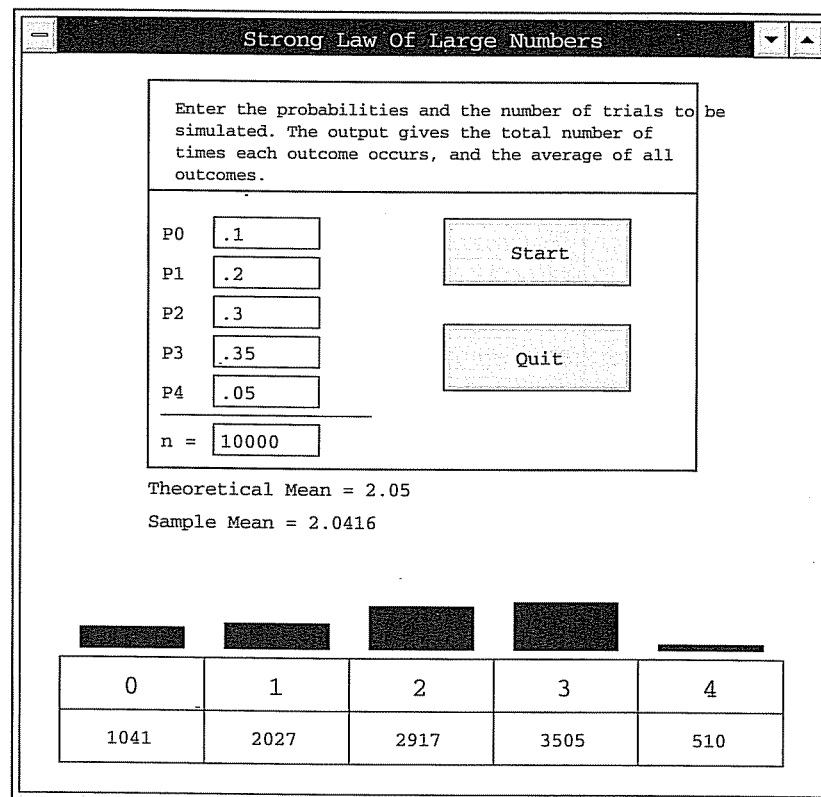 Strong Law Of Large Numbers
Enter the probabilities and the number of trials to be
simulated. The output gives the total number of
times each outcome occurs, and the average of all
outcomes.
P0 .1
Start
P1 .2
P2 .3
P3 .35
Quit
P4 .05
n = 10000
Theoretical Mean = 2.05
Sample Mean = 2.0416
0 1 2 3 4
1041 2027 2917 3505 510